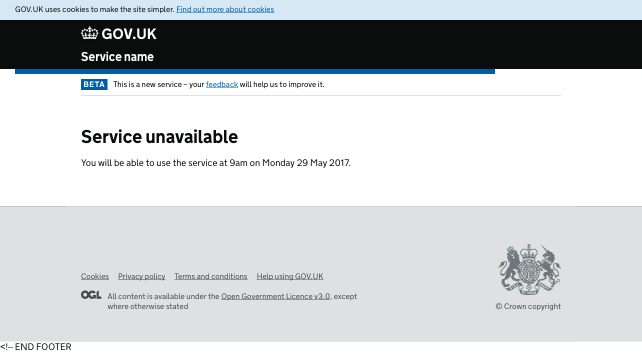 GOV.UK uses cookies to make the site simpler. Find out more about cookies
GOV.UK
Service name
BETA This is a new service – your feedback will help us to improve it.
Service unavailable
You will be able to use the service at 9am on Monday 29 May 2017.
Cookies Privacy policy Terms and conditions Help using GOV.UK
OGL All content is available under the Open Government Licence v3.0, except
where otherwise stated
© Crown copyright
<!-- END FOOTER